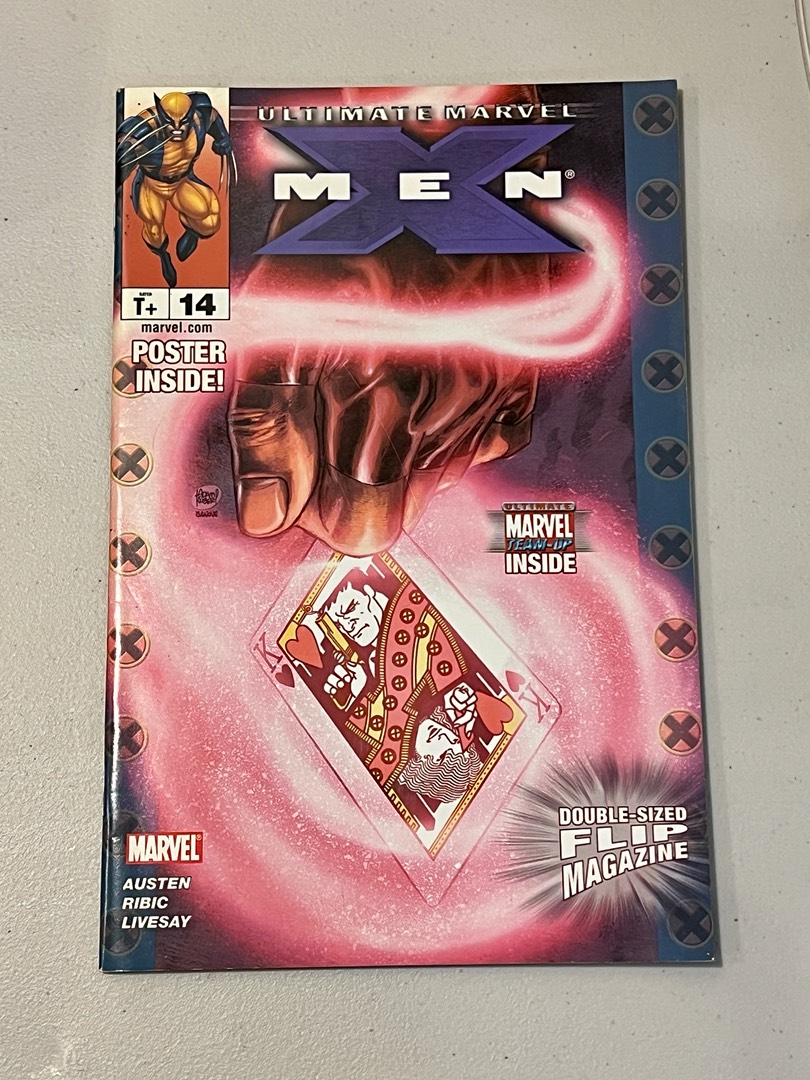 ULTIMATE MARVEL
X
MEN®
RATED
T+ 14
marvel.com
POSTER
INSIDE!
ULTIMATE
MARVEL
TEAM-UP
INSIDE
K
K
DOUBLE-SIZED
FLIP
MAGAZINE
MARVEL
AUSTEN
RIBIC
LIVESAY